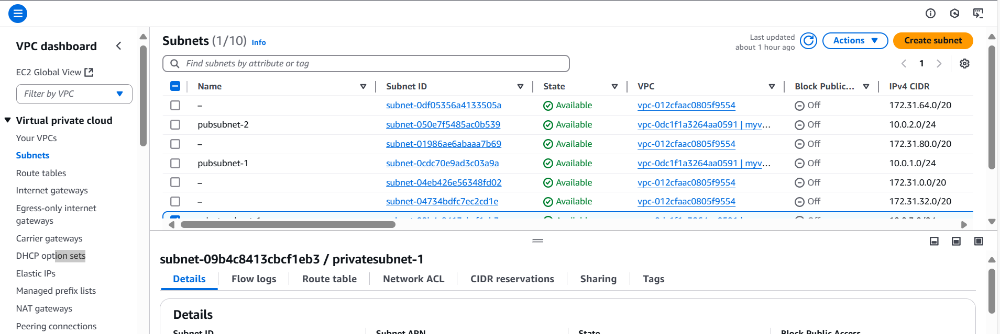 VPC dashboard
EC2 Global View
Filter by VPC
Virtual private cloud
Your VPCs
Subnets
Route tables
Internet gateways
Egress-only internet
gateways
Carrier gateways
DHCP option sets
Elastic IPs
Managed prefix lists
NAT gateways
Peering connections
Subnets (1/10) Info
Last updated
about 1 hour ago
Actions
Create subnet
Find subnets by attribute or tag
1
Name Subnet ID State VPC Block Public... IPv4 CIDR
– subnet-0df05356a4133505a Available vpc-012cfaac0805f9554 Off 172.31.64.0/20
pubsubnet-2 subnet-050e7f5485ac0b539 Available vpc-0dc1f1a3264aa0591 | myv... Off 10.0.2.0/24
– subnet-01986ae6abaaa7b69 Available vpc-012cfaac0805f9554 Off 172.31.80.0/20
pubsubnet-1 subnet-0cdc70e9ad3c03a9a Available vpc-0dc1f1a3264aa0591 | myv... Off 10.0.1.0/24
– subnet-04eb426e56348fd02 Available vpc-012cfaac0805f9554 Off 172.31.0.0/20
– subnet-04734bdfc7ec2cd1e Available vpc-012cfaac0805f9554 Off 172.31.32.0/20
subnet-09b4c8413cbcf1eb3 / privatesubnet-1
Details Flow logs Route table Network ACL CIDR reservations Sharing Tags
Details
Subnet ID Subnet ARN State Block Public Access